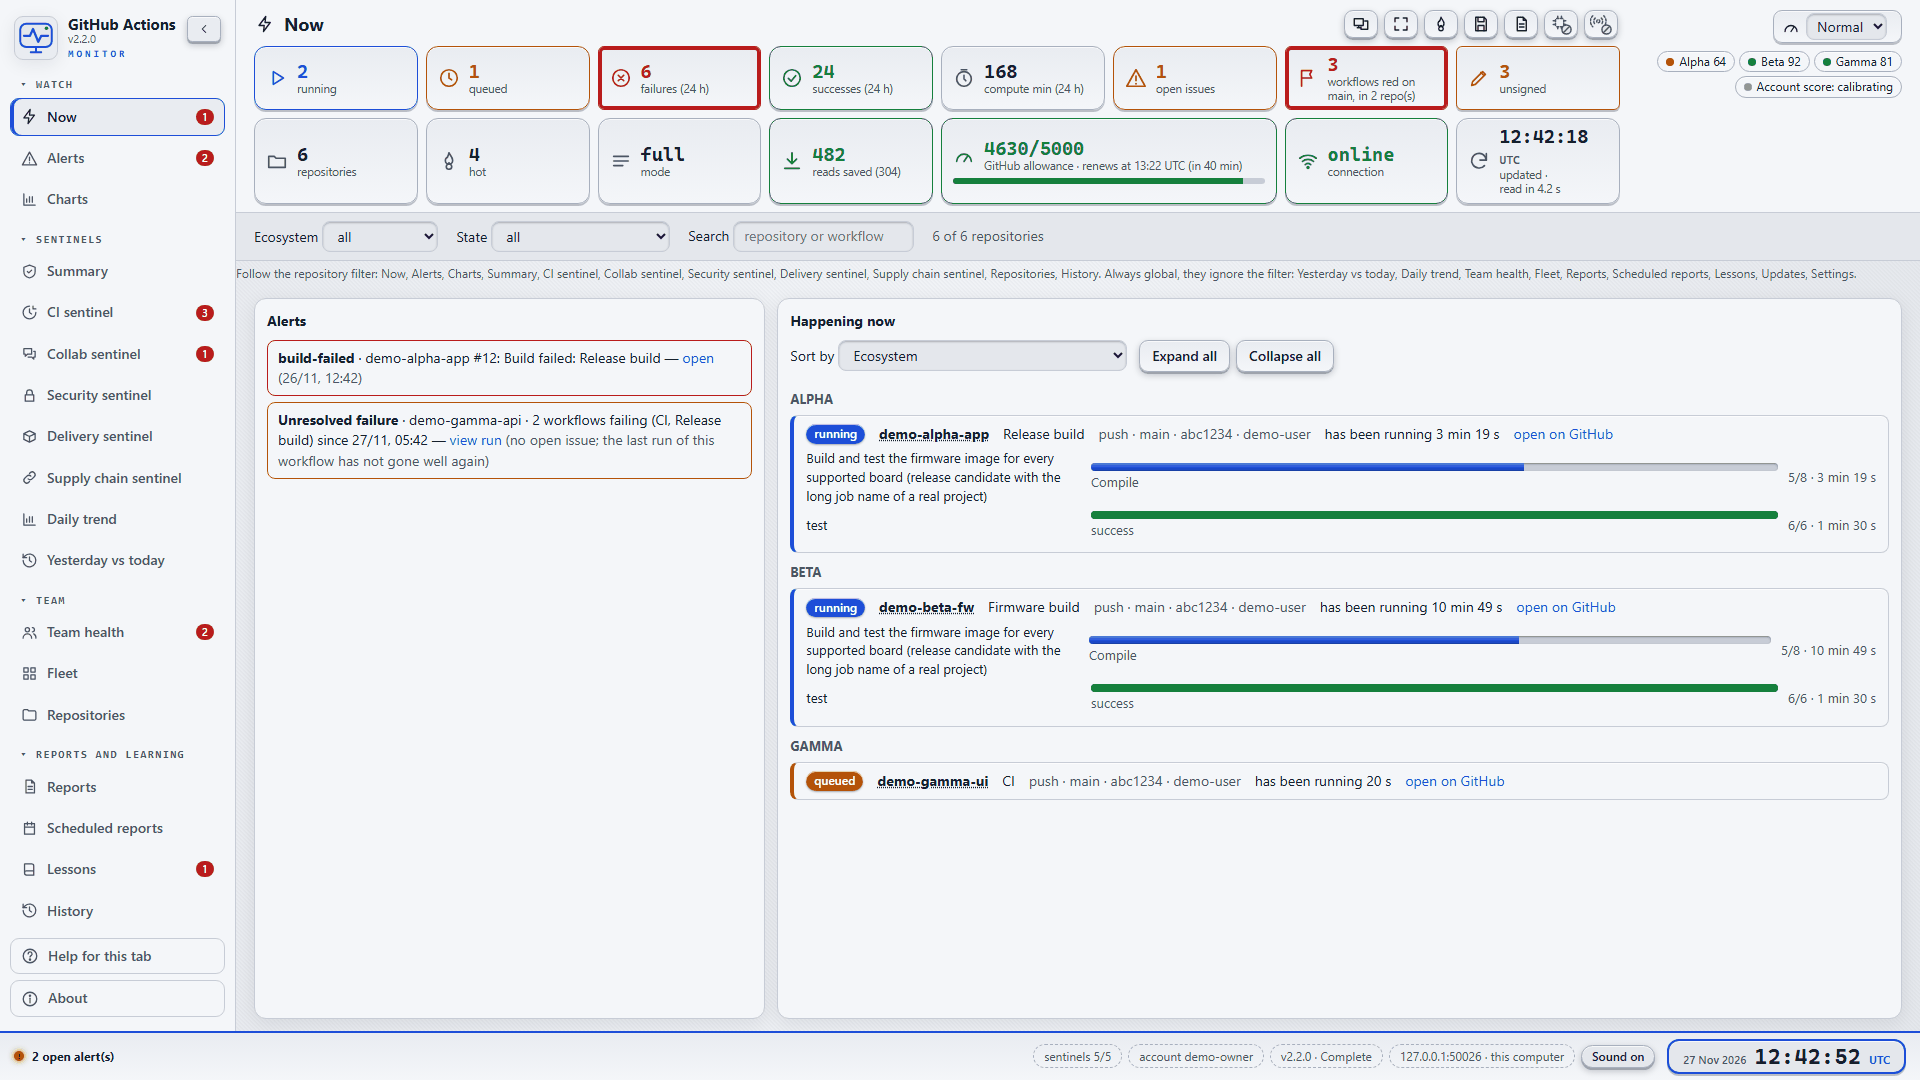 GitHub Actions
v2.2.0
MONITOR
WATCH
Now 1
Alerts 2
Charts
SENTINELS
Summary
CI sentinel 3
Collab sentinel 1
Security sentinel
Delivery sentinel
Supply chain sentinel
Daily trend
Yesterday vs today
TEAM
Team health 2
Fleet
Repositories
REPORTS AND LEARNING
Reports
Scheduled reports
Lessons 1
History
Help for this tab
About
Now
Normal
2
running
1
queued
6
failures (24 h)
24
successes (24 h)
168
compute min (24 h)
1
open issues
3
workflows red on
main, in 2 repo(s)
3
unsigned
Alpha 64
Beta 92
Gamma 81
Account score: calibrating
6
repositories
4
hot
full
mode
482
reads saved (304)
4630/5000
GitHub allowance · renews at 13:22 UTC (in 40 min)
online
connection
12:42:18
UTC
updated ·
read in 4.2 s
Ecosystem all State all Search repository or workflow 6 of 6 repositories
Follow the repository filter: Now, Alerts, Charts, Summary, CI sentinel, Collab sentinel, Security sentinel, Delivery sentinel, Supply chain sentinel, Repositories, History. Always global, they ignore the filter: Yesterday vs today, Daily trend, Team health, Fleet, Reports, Scheduled reports, Lessons, Updates, Settings.
Alerts
build-failed · demo-alpha-app #12: Build failed: Release build — open
(26/11, 12:42)
Unresolved failure · demo-gamma-api · 2 workflows failing (CI, Release
build) since 27/11, 05:42 — view run (no open issue; the last run of this
workflow has not gone well again)
Happening now
Sort by Ecosystem Expand all Collapse all
ALPHA
running demo-alpha-app Release build push · main · abc1234 · demo-user has been running 3 min 19 s open on GitHub
Build and test the firmware image for every
supported board (release candidate with the
long job name of a real project)
Compile
5/8 · 3 min 19 s
test
success
6/6 · 1 min 30 s
BETA
running demo-beta-fw Firmware build push · main · abc1234 · demo-user has been running 10 min 49 s open on GitHub
Build and test the firmware image for every
supported board (release candidate with the
long job name of a real project)
Compile
5/8 · 10 min 49 s
test
success
6/6 · 1 min 30 s
GAMMA
queued demo-gamma-ui CI push · main · abc1234 · demo-user has been running 20 s open on GitHub
2 open alert(s)
sentinels 5/5
account demo-owner
v2.2.0 · Complete
127.0.0.1:50026 · this computer
Sound on
27 Nov 2026 12:42:52 UTC